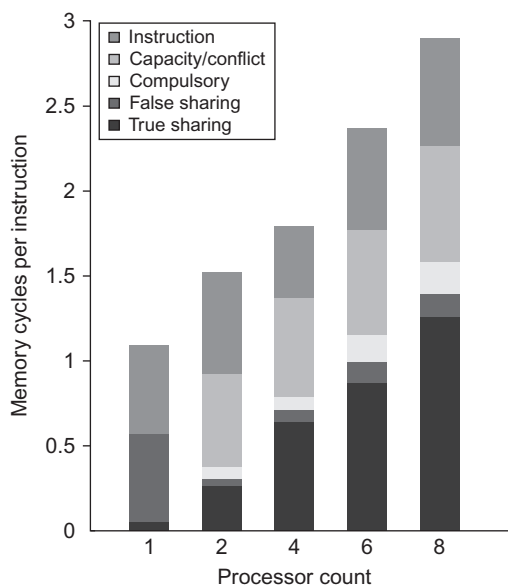 3
2.5
2
1.5
1
0.5
0
Memory cycles per instruction
Instruction
Capacity/conflict
Compulsory
False sharing
True sharing
1 2 4 6 8
Processor count